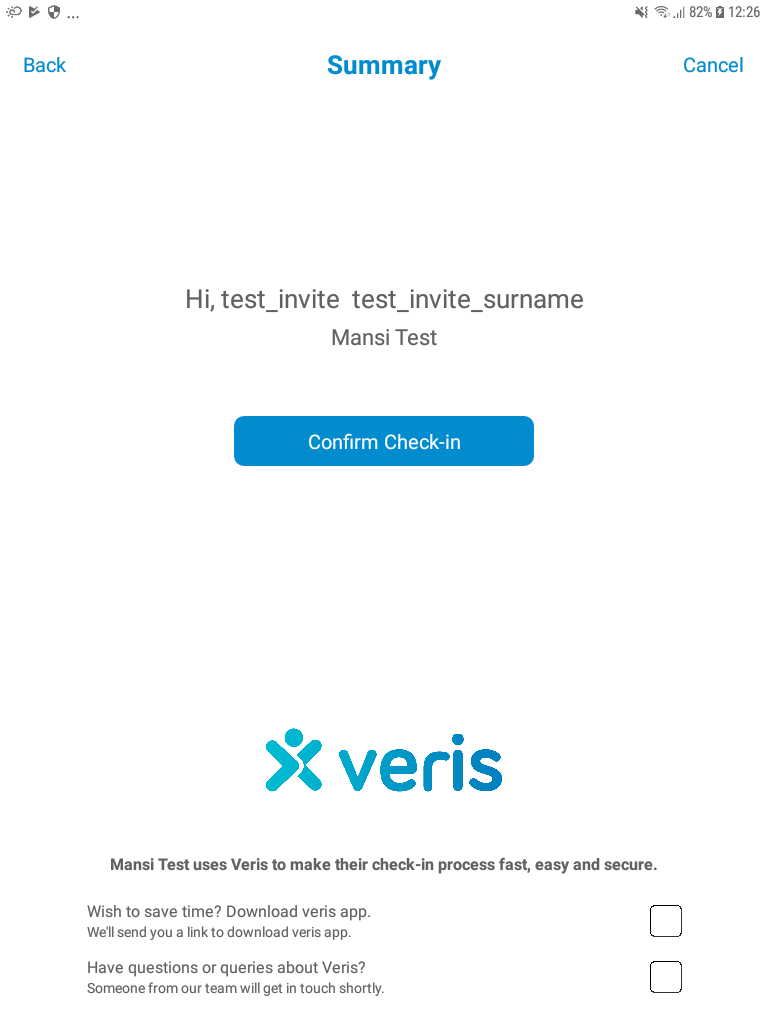 ... 82% 12:26
Back Summary Cancel
Hi, test_invite  test_invite_surname
Mansi Test
Confirm Check-in
veris
Mansi Test uses Veris to make their check-in process fast, easy and secure.
Wish to save time? Download veris app.
We'll send you a link to download veris app.
Have questions or queries about Veris?
Someone from our team will get in touch shortly.